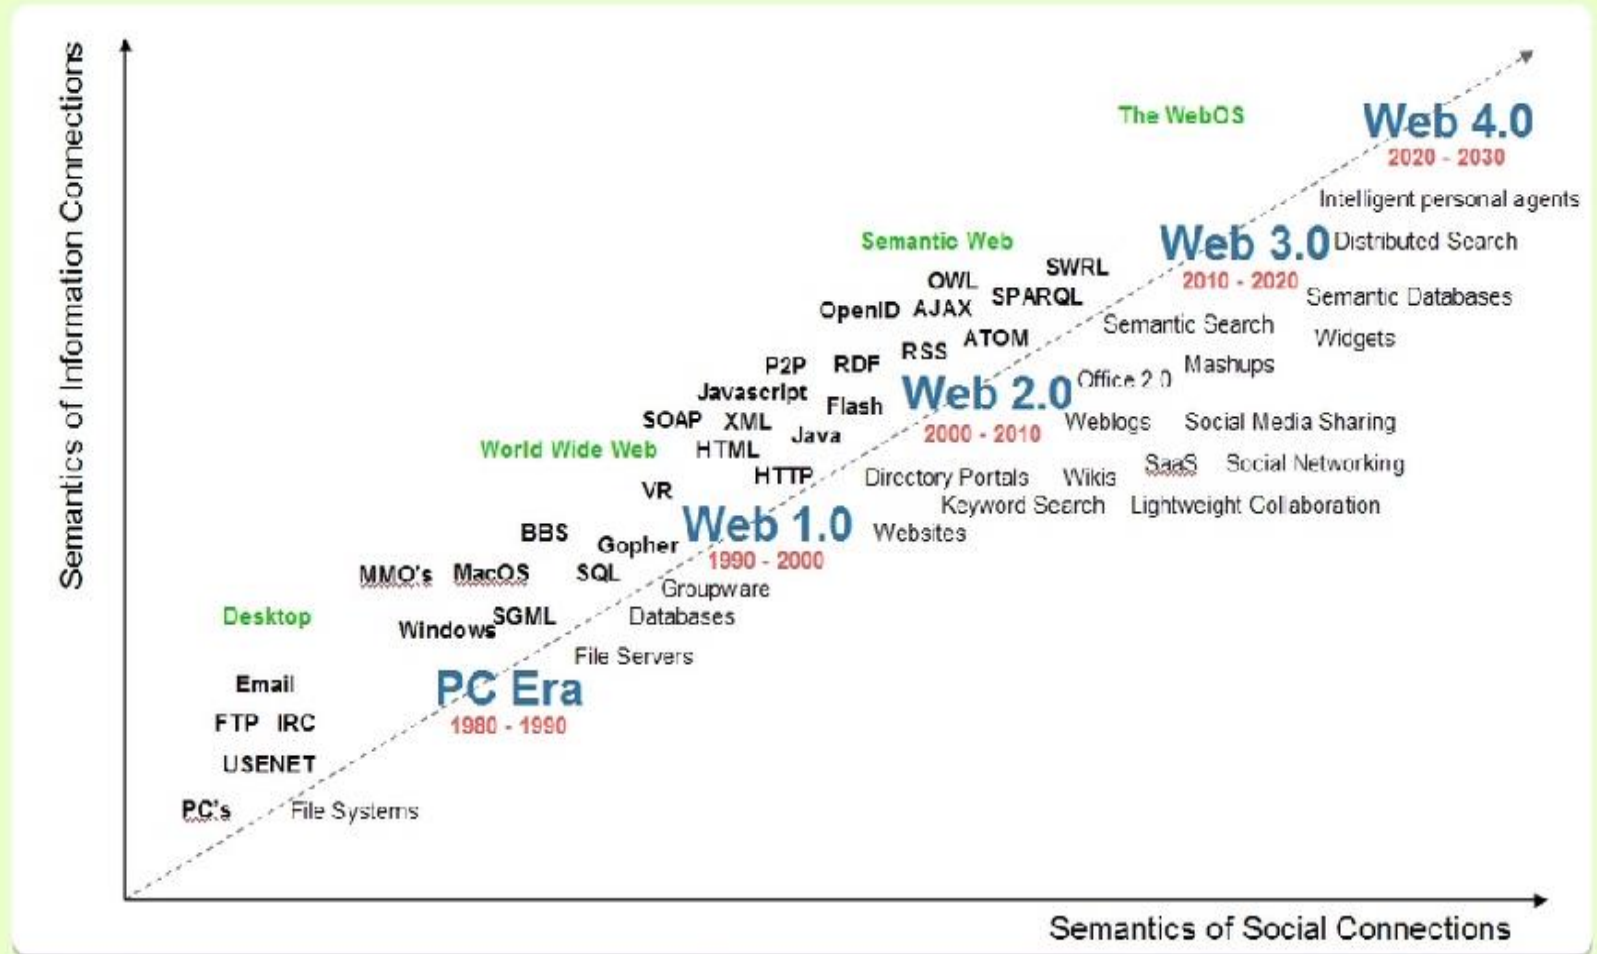 Semantics of Information Connections
The WebOS
Web 4.0
2020 - 2030
Intelligent personal agents
Semantic Web
Web 3.0
Distributed Search
SWRL
OWL
2010 - 2020
SPARQL
Semantic Databases
OpenID
AJAX
Semantic Search
ATOM
Widgets
RSS
P2P
RDF
Mashups
Office 2.0
Javascript
Web 2.0
Flash
SOAP
XML
Weblogs
Social Media Sharing
Java
2000 - 2010
World Wide Web
HTML
SaaS
Social Networking
HTTP
Directory Portals
Wikis
VR
Keyword Search
Lightweight Collaboration
Web 1.0
BBS
Websites
Gopher
1990 - 2000
MMO's
MacOS
SQL
Groupware
Desktop
SGML
Databases
Windows
File Servers
Email
PC Era
FTP
IRC
1980 - 1990
USENET
PC's
File Systems
Semantics of Social Connections